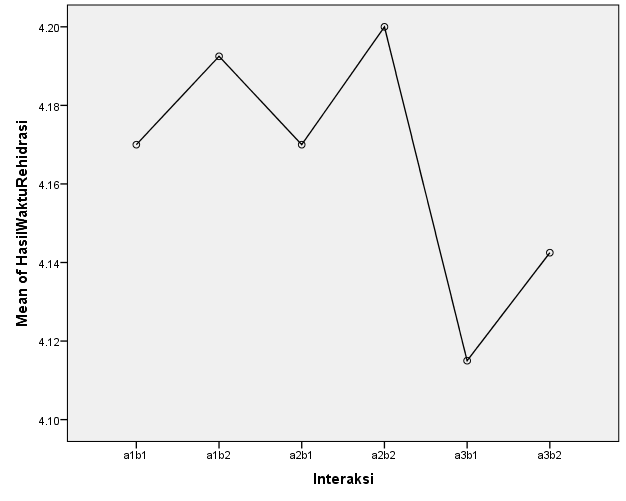 Mean of HasilWaktuRehidrasi
4.20
4.18
4.16
4.14
4.12
4.10
a1b1 a1b2 a2b1 a2b2 a3b1 a3b2
Interaksi